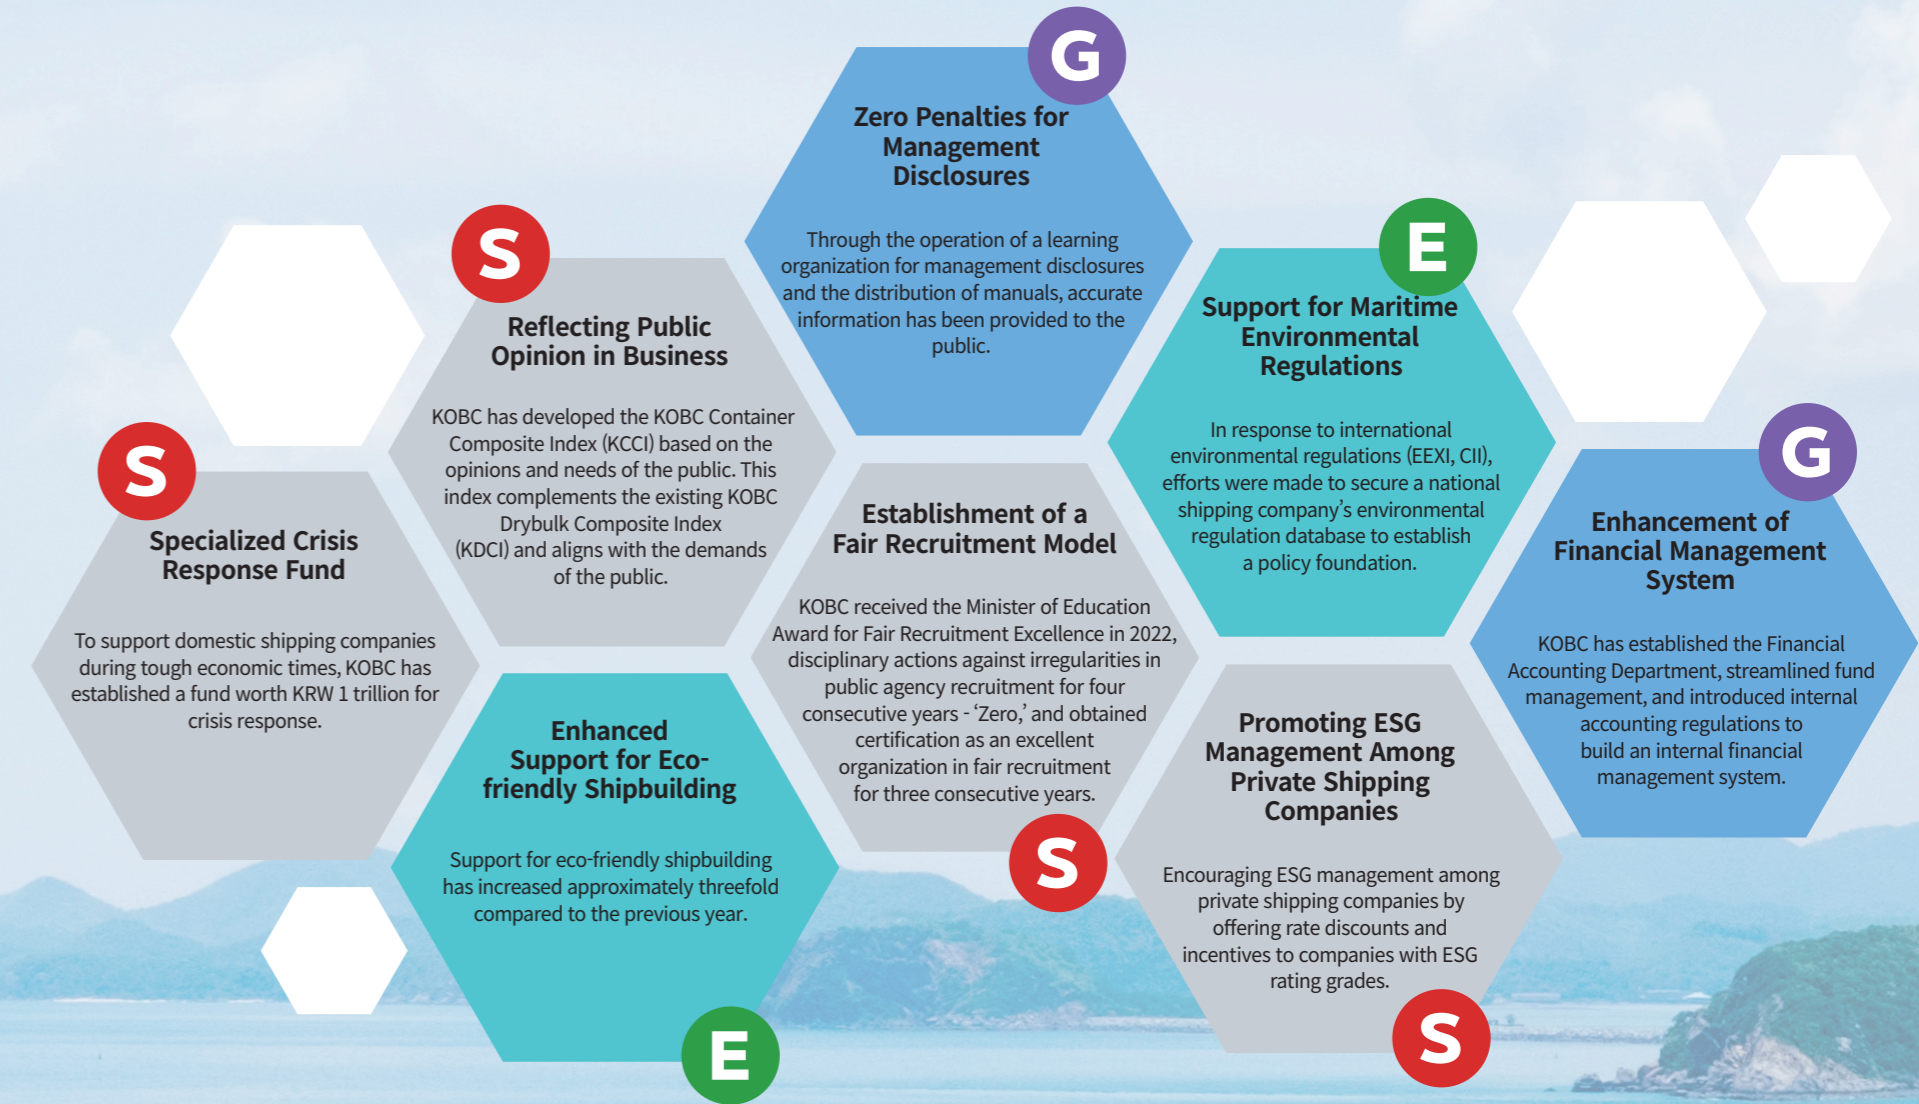 G
Zero Penalties for
Management
Disclosures
Through the operation of a learning
organization for management disclosures
and the distribution of manuals, accurate
information has been provided to the
public.
S
Reflecting Public
Opinion in Business
KOBC has developed the KOBC Container
Composite Index (KCCI) based on the
opinions and needs of the public. This
index complements the existing KOBC
Drybulk Composite Index
(KDCI) and aligns with the demands
of the public.
E
Support for Maritime
Environmental
Regulations
In response to international
environmental regulations (EEXI, CII),
efforts were made to secure a national
shipping company's environmental
regulation database to establish
a policy foundation.
S
Specialized Crisis
Response Fund
To support domestic shipping companies
during tough economic times, KOBC has
established a fund worth KRW 1 trillion for
crisis response.
Establishment of a
Fair Recruitment Model
KOBC received the Minister of Education
Award for Fair Recruitment Excellence in 2022,
disciplinary actions against irregularities in
public agency recruitment for four
consecutive years - ‘Zero,’ and obtained
certification as an excellent
organization in fair recruitment
for three consecutive years.
S
G
Enhancement of
Financial Management
System
KOBC has established the Financial
Accounting Department, streamlined fund
management, and introduced internal
accounting regulations to
build an internal financial
management system.
Enhanced
Support for Eco-
friendly Shipbuilding
Support for eco-friendly shipbuilding
has increased approximately threefold
compared to the previous year.
E
Promoting ESG
Management Among
Private Shipping
Companies
Encouraging ESG management among
private shipping companies by
offering rate discounts and
incentives to companies with ESG
rating grades.
S